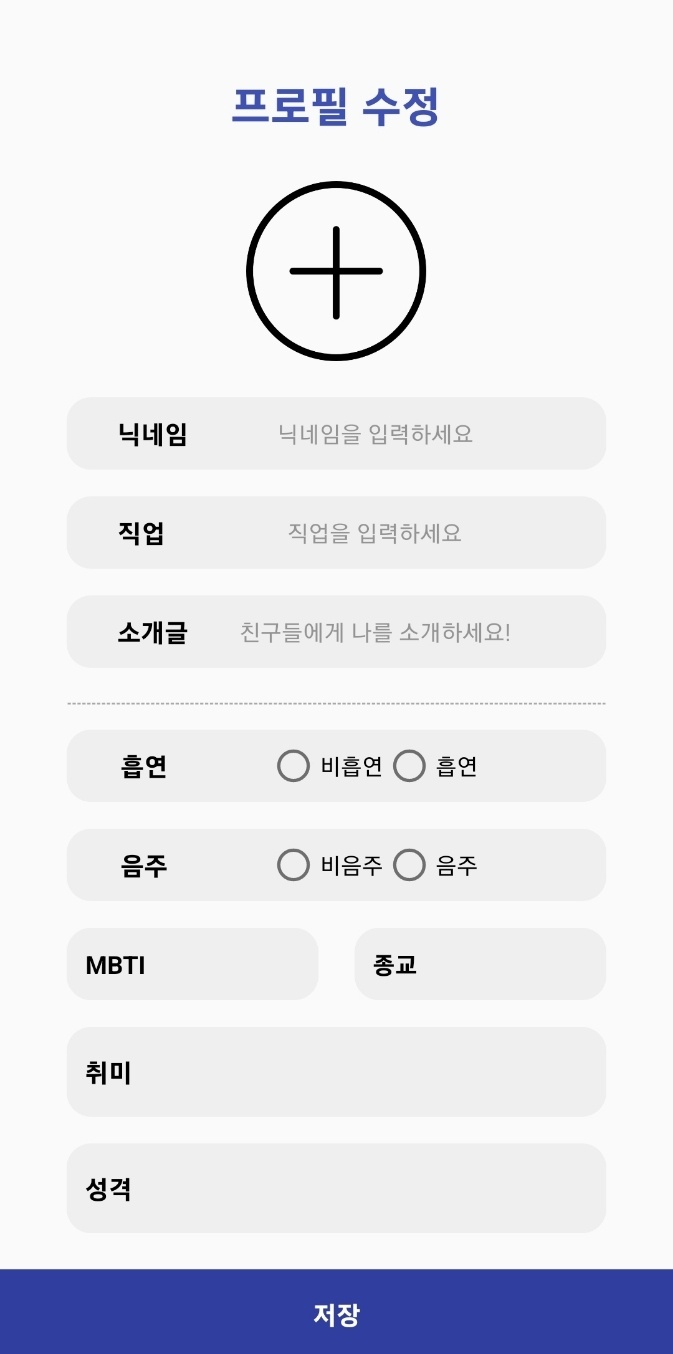 프로필 수정
닉네임 닉네임을 입력하세요
직업 직업을 입력하세요
소개글 친구들에게 나를 소개하세요!
흡연 비흡연 흡연
음주 비음주 음주
MBTI 종교
취미
성격
저장